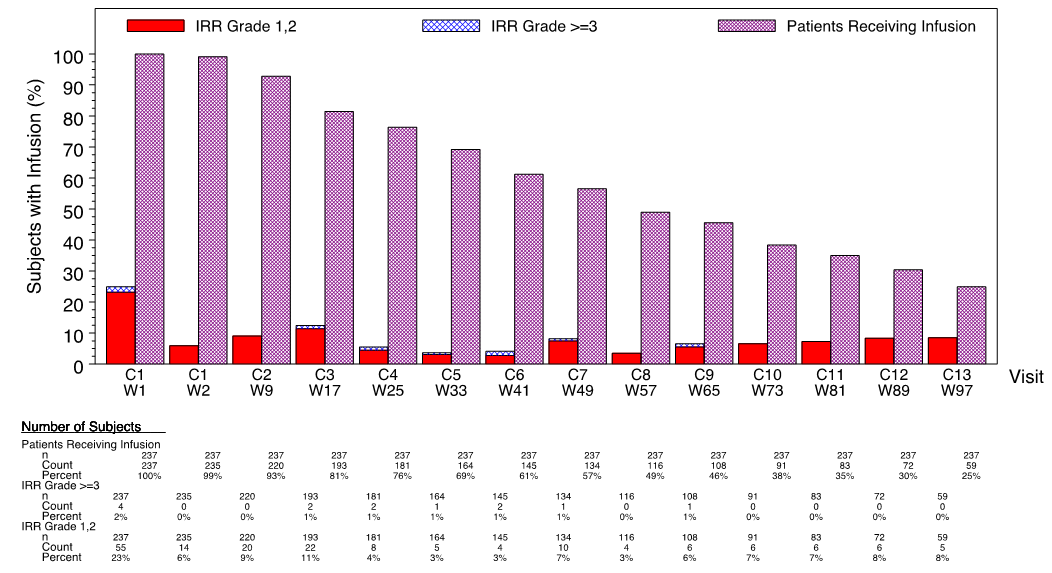 IRR Grade 1,2 IRR Grade >=3 Patients Receiving Infusion
Subjects with Infusion (%)
100
90
80
70
60
50
40
30
20
10
0
C1 C1 C2 C3 C4 C5 C6 C7 C8 C9 C10 C11 C12 C13
W1 W2 W9 W17 W25 W33 W41 W49 W57 W65 W73 W81 W89 W97
Visit
Number of Subjects
Patients Receiving Infusion
n 237 237 237 237 237 237 237 237 237 237 237 237 237 237
Count 237 235 220 193 181 164 145 134 116 108 91 83 72 59
Percent 100% 99% 93% 81% 76% 69% 61% 57% 49% 46% 38% 35% 30% 25%
IRR Grade >=3
n 237 235 220 193 181 164 145 134 116 108 91 83 72 59
Count 4 0 0 2 2 1 2 1 0 1 0 0 0 0
Percent 2% 0% 0% 1% 1% 1% 1% 1% 0% 1% 0% 0% 0% 0%
IRR Grade 1,2
n 237 235 220 193 181 164 145 134 116 108 91 83 72 59
Count 55 14 20 22 8 5 4 10 4 6 6 6 6 5
Percent 23% 6% 9% 11% 4% 3% 3% 7% 3% 6% 7% 7% 8% 8%